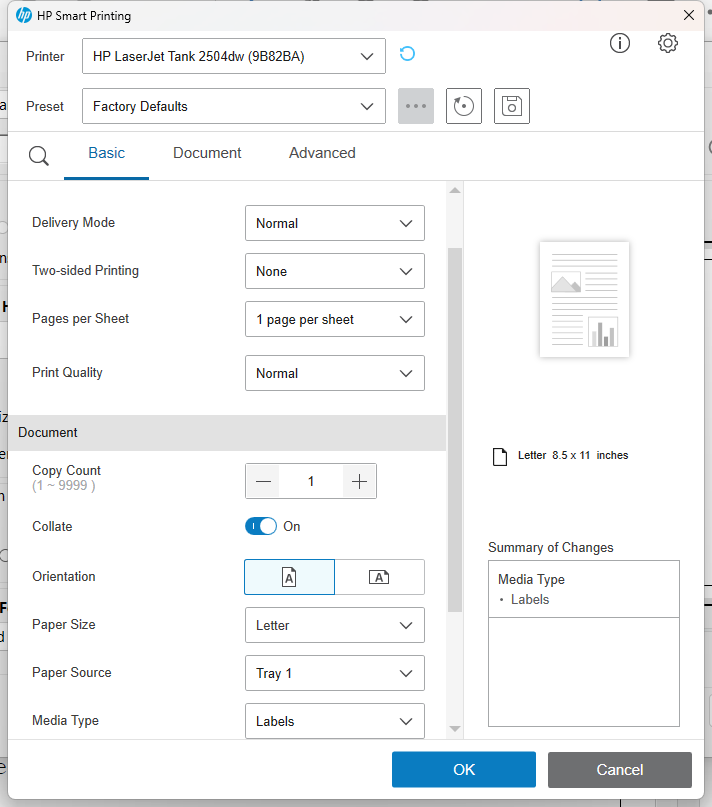 HP Smart Printing
Printer
HP LaserJet Tank 2504dw (9B82BA)
Preset
Factory Defaults
Basic
Document
Advanced
Delivery Mode
Normal
Two-sided Printing
None
Pages per Sheet
1 page per sheet
Print Quality
Normal
Document
Copy Count
(1 ~ 9999 )
1
Collate
On
Orientation
Paper Size
Letter
Paper Source
Tray 1
Media Type
Labels
Letter 8.5 x 11 inches
Summary of Changes
Media Type
• Labels
OK
Cancel